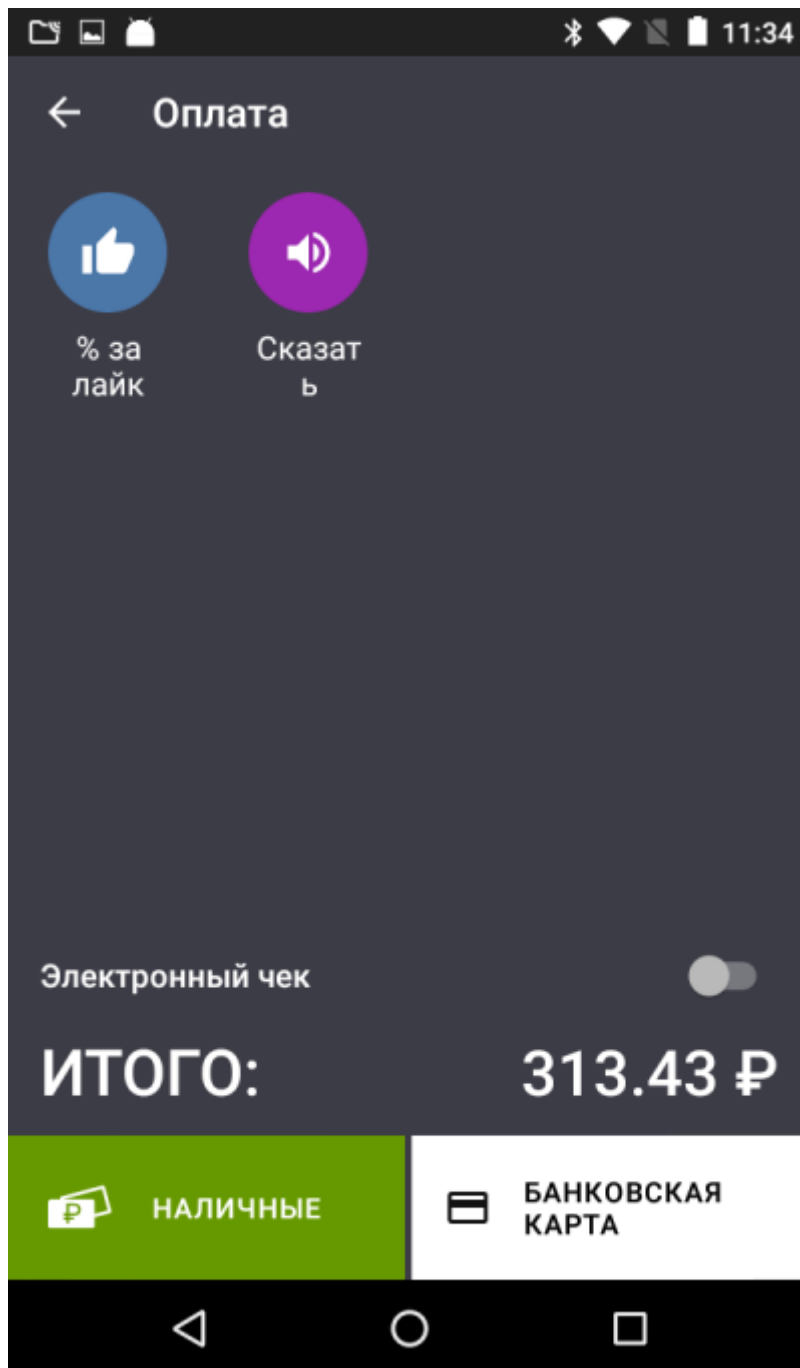 11:34
Оплата
% за
лайк
Сказат
ь
Электронный чек
ИТОГО:
313.43 ₽
НАЛИЧНЫЕ
БАНКОВСКАЯ
КАРТА